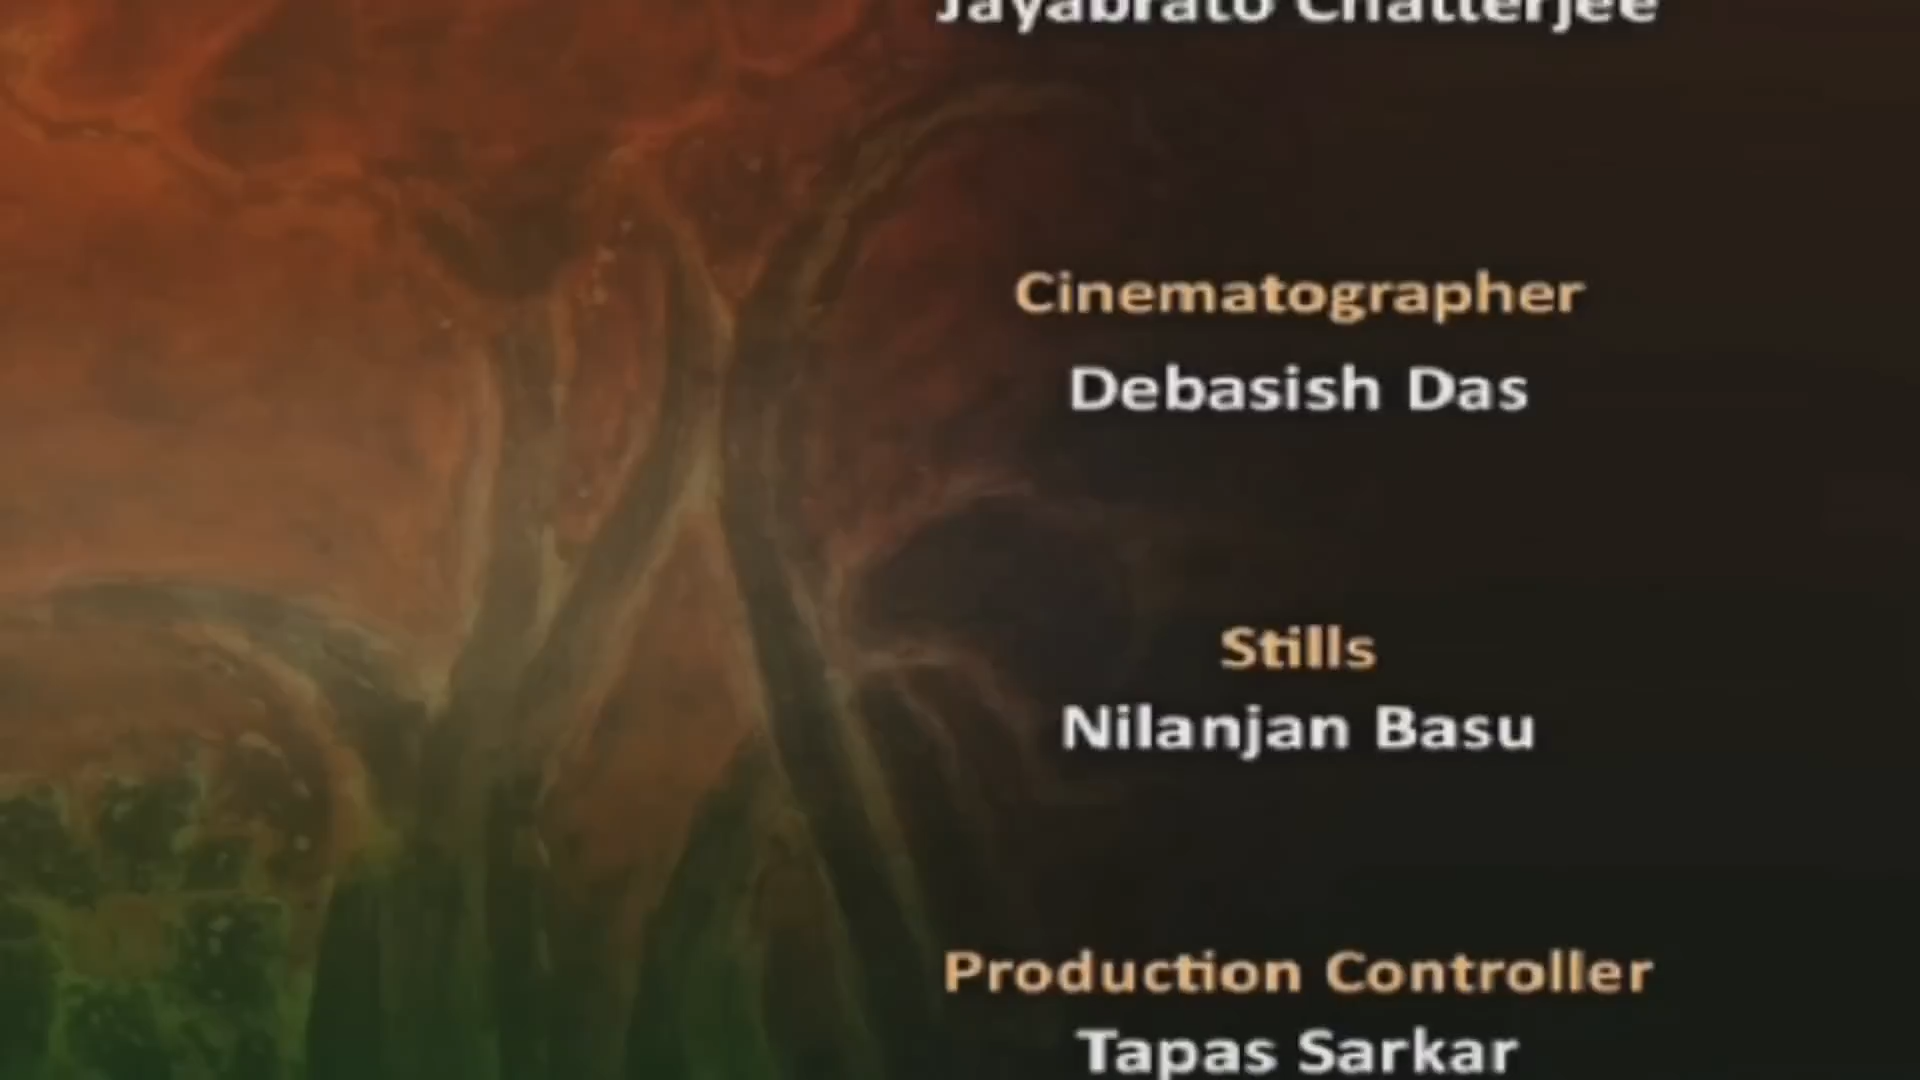 Jayabrato Chatterjee
Cinematographer
Debasish Das
Stills
Nilanjan Basu
Production Controller
Tapas Sarkar